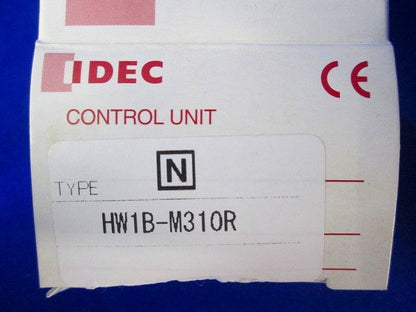 IDEC
CE
CONTROL UNIT
N
TYPE
HW1B-M310R